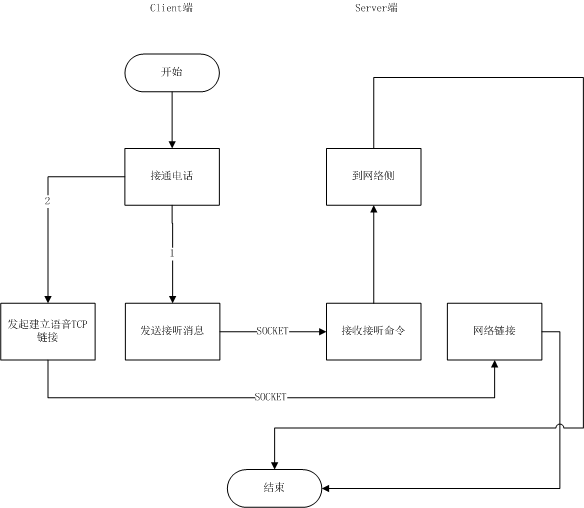 Client端
Server端
开始
接通电话
到网络侧
2
1
发起建立语音TCP
链接
发送接听消息
SOCKET
接收接听命令
网络链接
SOCKET
结束